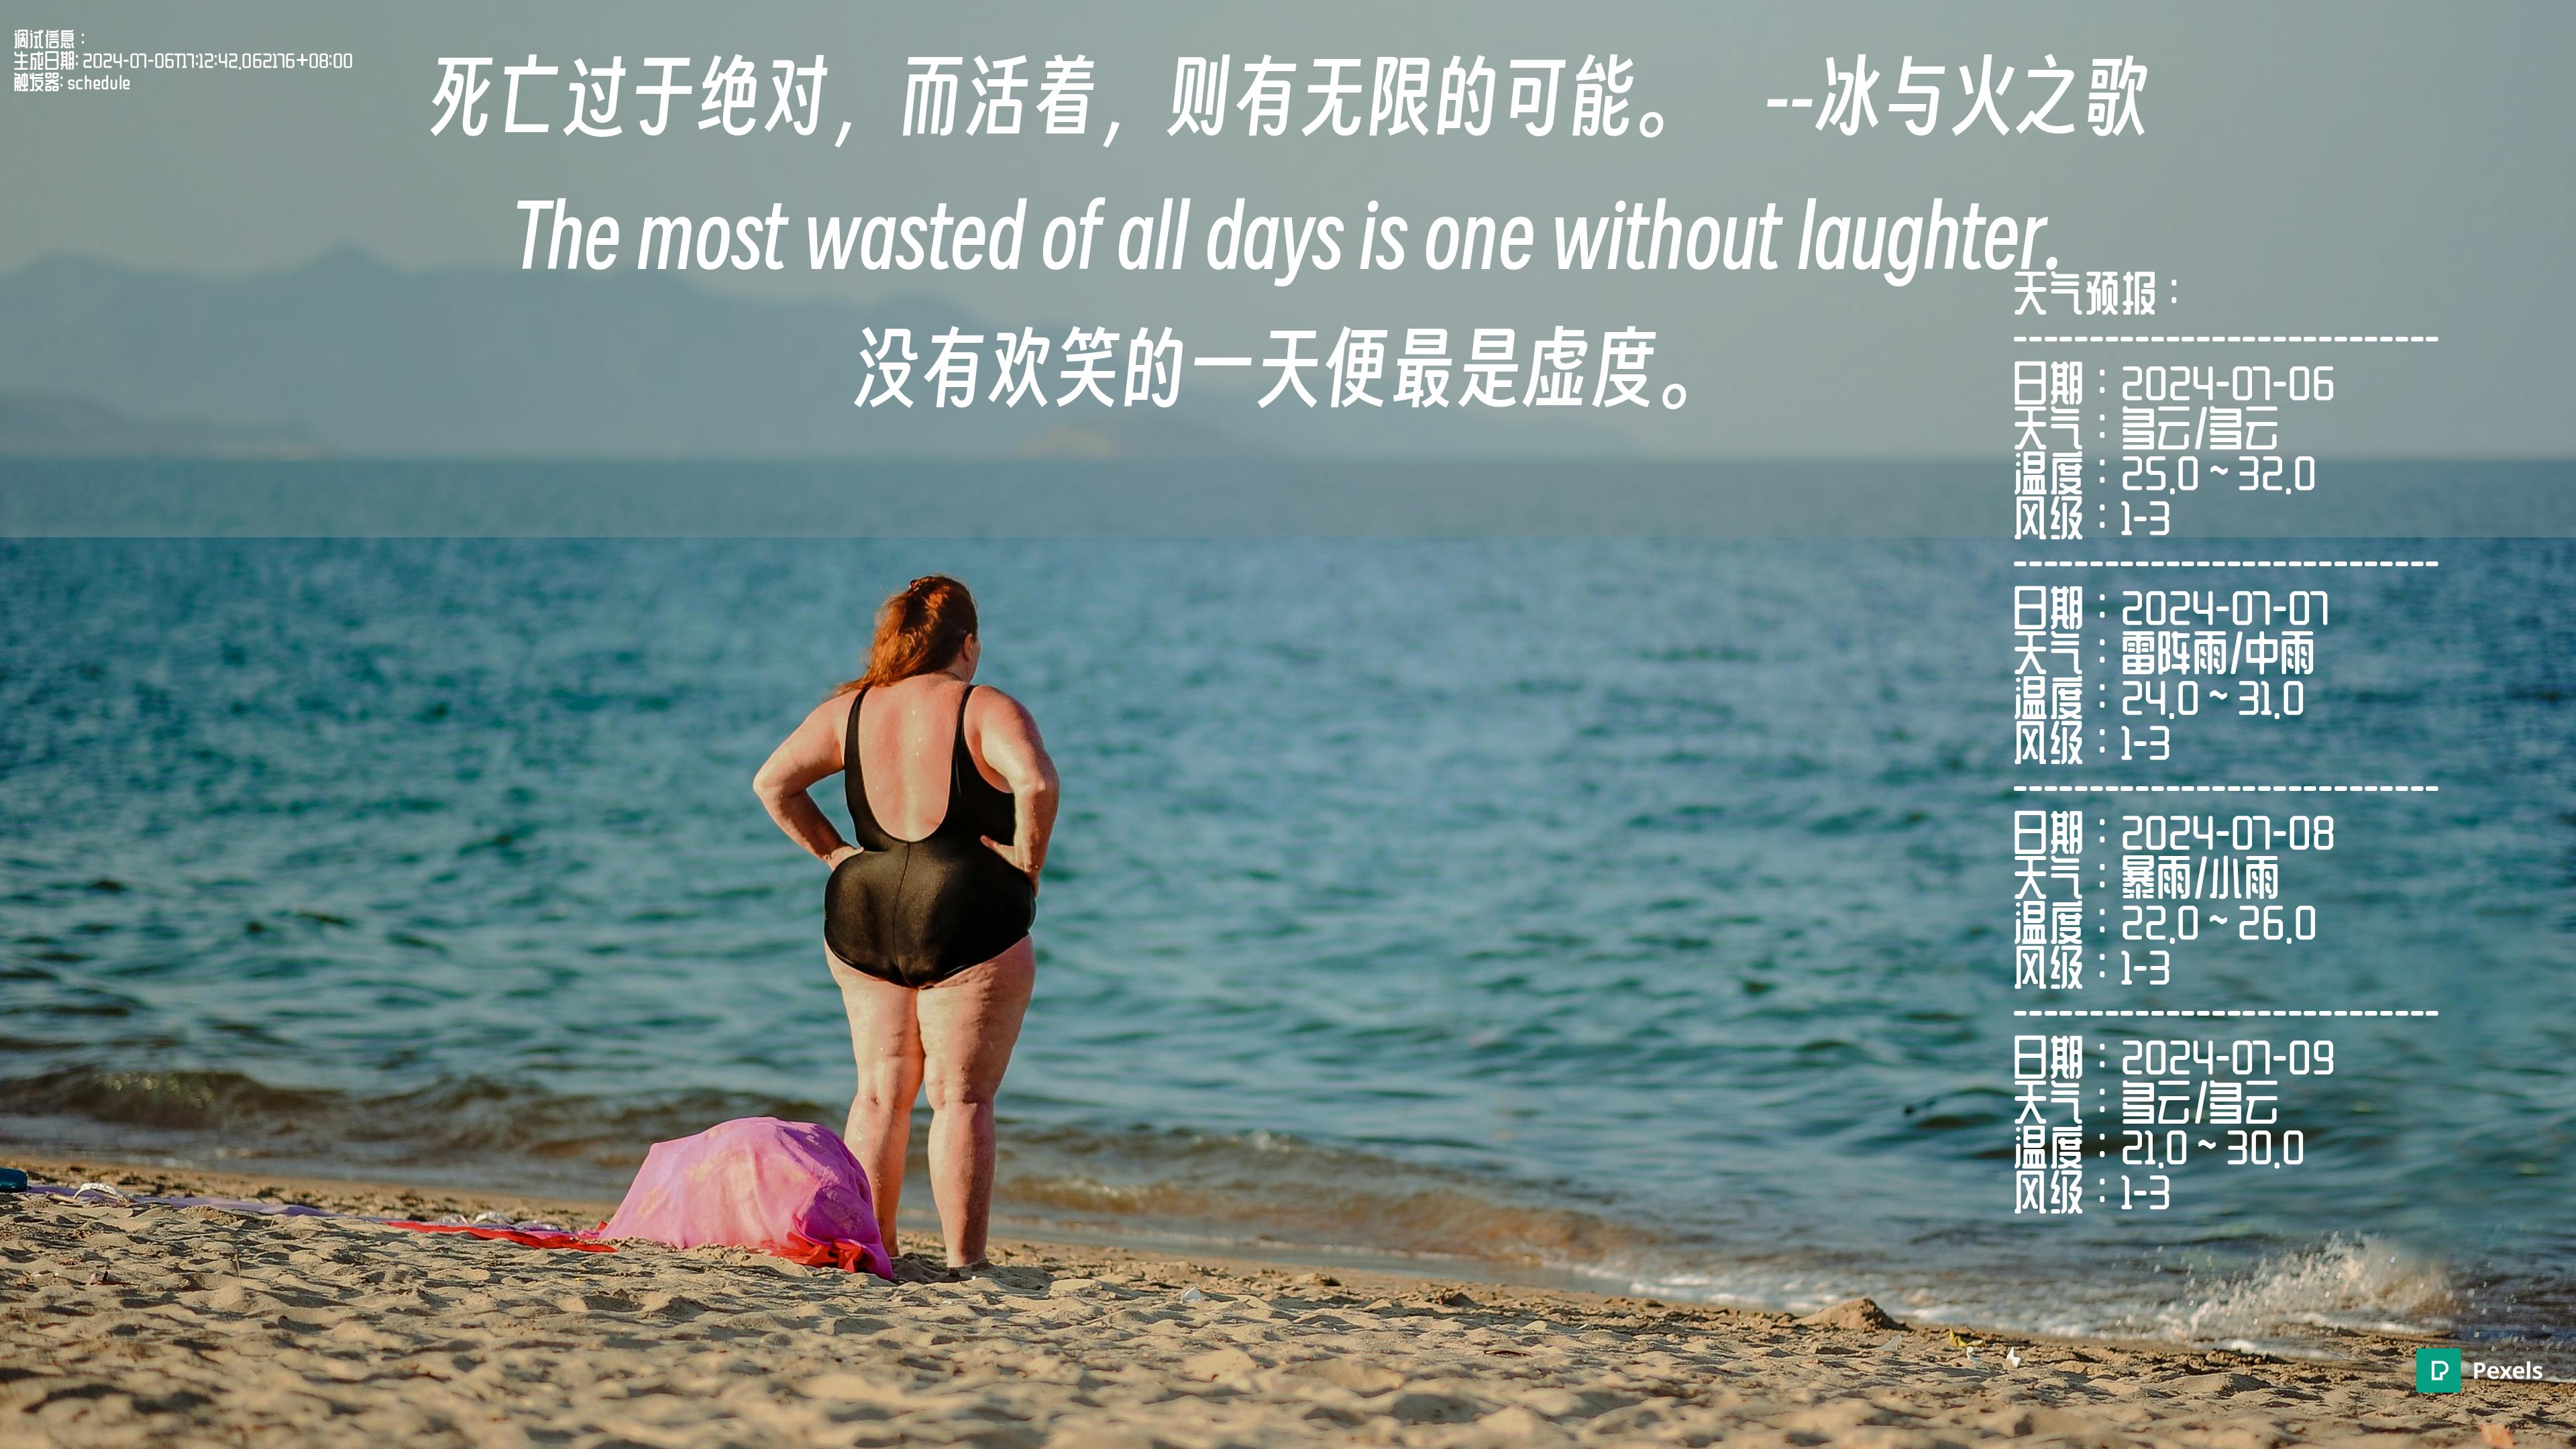 调试信息：
生成日期: 2024-07-06T17:12:42.062176+08:00
触发器: schedule
死亡过于绝对，而活着，则有无限的可能。 --冰与火之歌
The most wasted of all days is one without laughter.
没有欢笑的一天便最是虚度。
天气预报：
----------------------------
日期：2024-07-06
天气：多云/多云
温度：25.0 ~ 32.0
风级：1-3
----------------------------
日期：2024-07-07
天气：雷阵雨/中雨
温度：24.0 ~ 31.0
风级：1-3
----------------------------
日期：2024-07-08
天气：暴雨/小雨
温度：22.0 ~ 26.0
风级：1-3
----------------------------
日期：2024-07-09
天气：多云/多云
温度：21.0 ~ 30.0
风级：1-3
Pexels